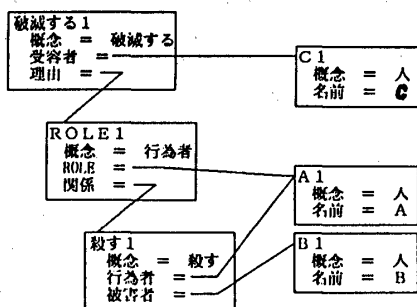 破滅する1
概念 = 破滅する
受容者 =
理由 =
C1
概念 = 人
名前 = C
ROLE1
概念 = 行為者
ROLE =
関係 =
A1
概念 = 人
名前 = A
殺す1
概念 = 殺す
行為者 =
被害者 =
B1
概念 = 人
名前 = B